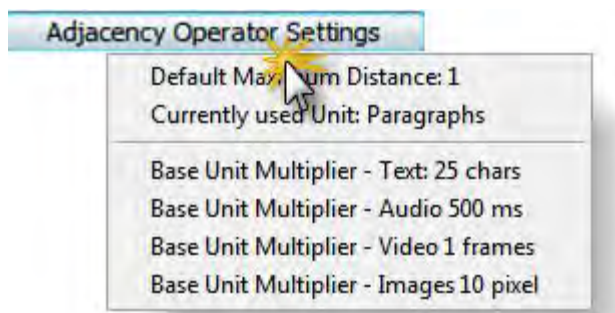 Adjacency Operator Settings
Default Maximum Distance: 1
Currently used Unit: Paragraphs
Base Unit Multiplier - Text: 25 chars
Base Unit Multiplier - Audio 500 ms
Base Unit Multiplier - Video 1 frames
Base Unit Multiplier - Images 10 pixel